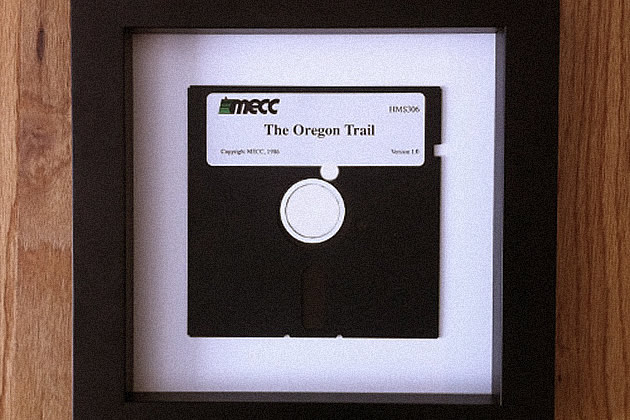 mecc
HMS306
The Oregon Trail
Copyright MECC, 1986
Version 1.0